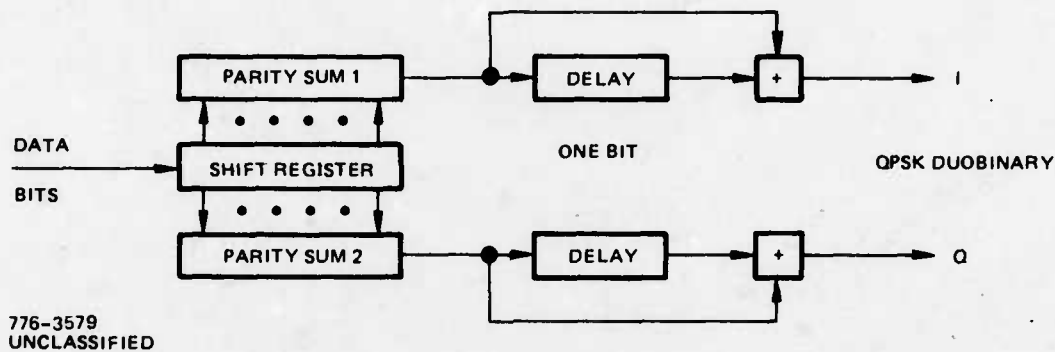 PARITY SUM 1
DELAY
+
I
DATA
BITS
SHIFT REGISTER
ONE BIT
QPSK DUOBINARY
PARITY SUM 2
DELAY
+
Q
776-3579
UNCLASSIFIED